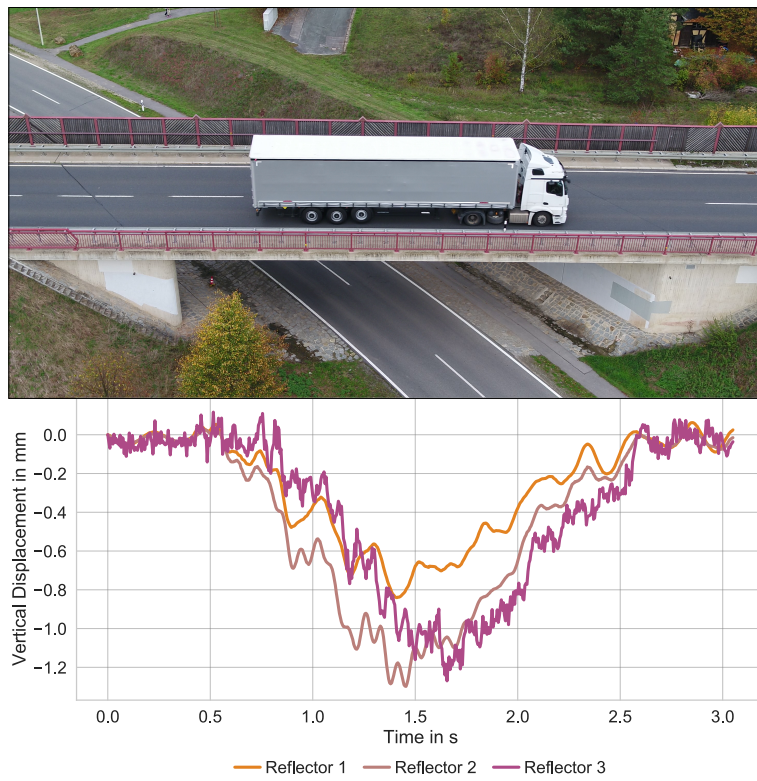 0.0
−0.2
−0.4
−0.6
−0.8
−1.0
−1.2
Vertical Displacement in mm
0.0 0.5 1.0 1.5 2.0 2.5 3.0
Time in s
Reflector 1 Reflector 2 Reflector 3